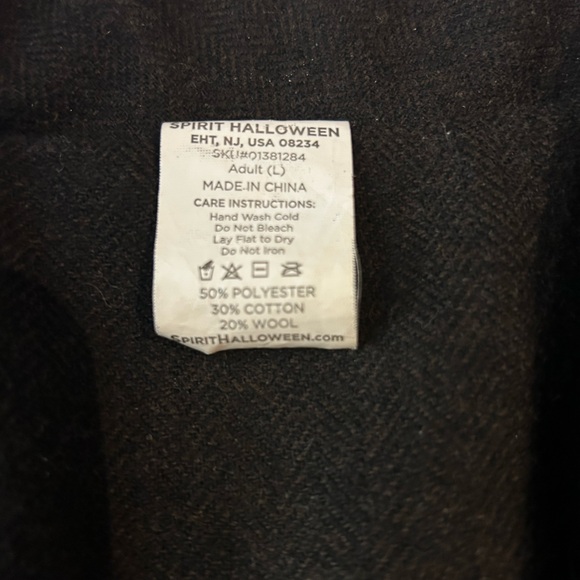 SPIRIT HALLOWEEN
EHT, NJ, USA 08234
SKU#01381284
Adult (L)
MADE IN CHINA
CARE INSTRUCTIONS:
Hand Wash Cold
Do Not Bleach
Lay Flat to Dry
Do Not Iron
50% POLYESTER
30% COTTON
20% WOOL
SPIRITHALLOWEEN.com